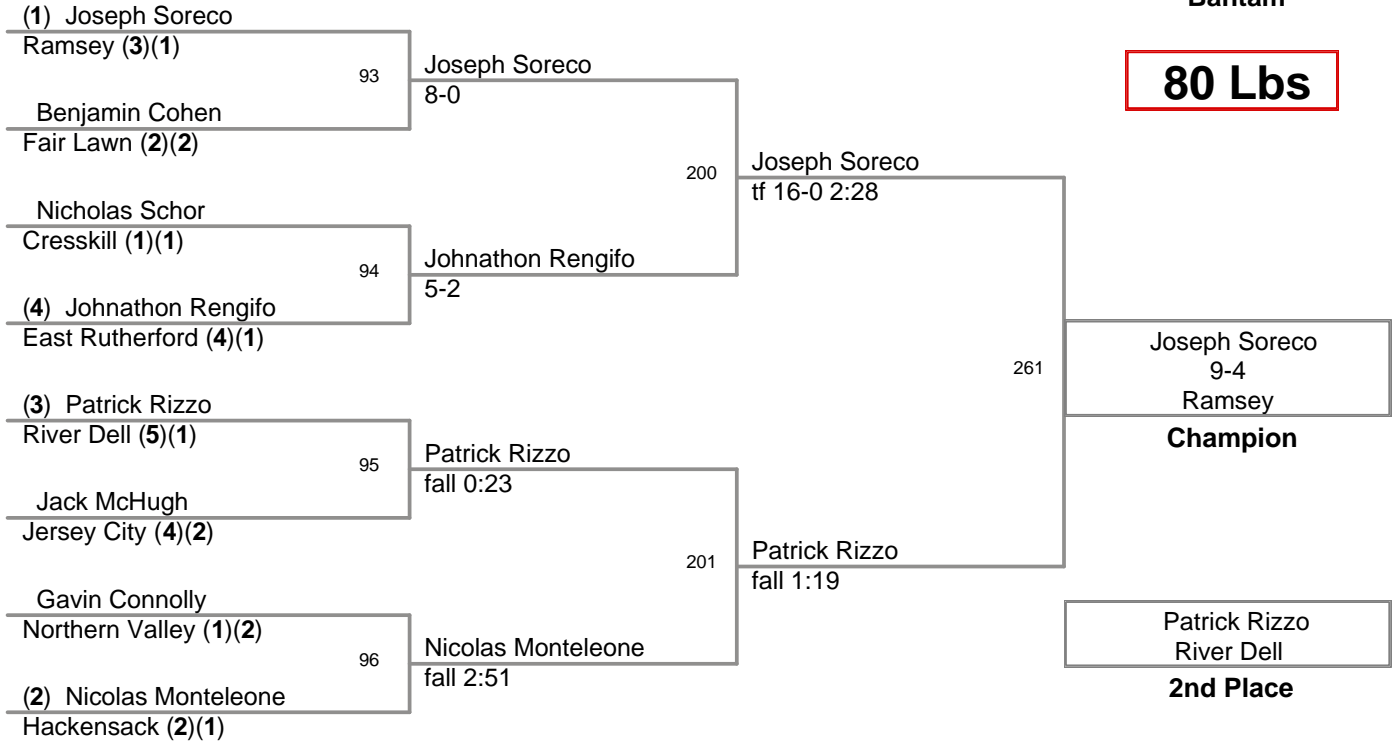 Bantam
80 Lbs
(1) Joseph Soreco
Ramsey (3)(1)
93
Benjamin Cohen
Fair Lawn (2)(2)
Nicholas Schor
Cresskill (1)(1)
94
(4) Johnathon Rengifo
East Rutherford (4)(1)
(3) Patrick Rizzo
River Dell (5)(1)
95
Jack McHugh
Jersey City (4)(2)
Gavin Connolly
Northern Valley (1)(2)
96
(2) Nicolas Monteleone
Hackensack (2)(1)
Joseph Soreco
8-0
200
Johnathon Rengifo
5-2
Patrick Rizzo
fall 0:23
201
Nicolas Monteleone
fall 2:51
Joseph Soreco
tf 16-0 2:28
261
Patrick Rizzo
fall 1:19
Joseph Soreco
9-4
Ramsey
Champion
Patrick Rizzo
River Dell
2nd Place